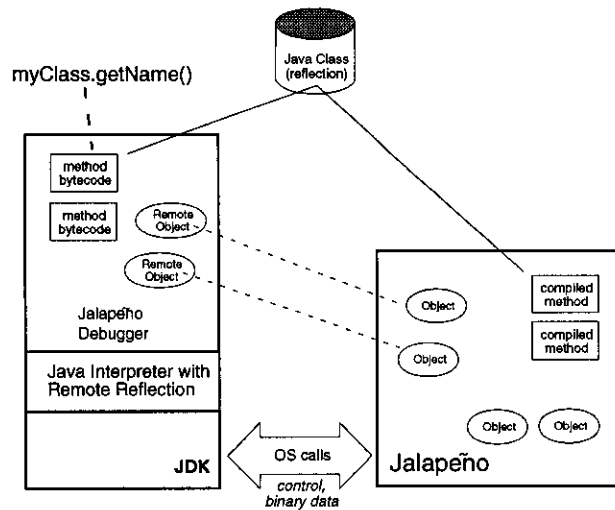 Java Class
(reflection)
myClass.getName()
method
bytecode
method
bytecode
Remote
Object
Remote
Object
Jalapeño
Debugger
Java Interpreter with
Remote Reflection
JDK
OS calls
control,
binary data
Object
Object
compiled
method
compiled
method
Object
Object
Jalapeño